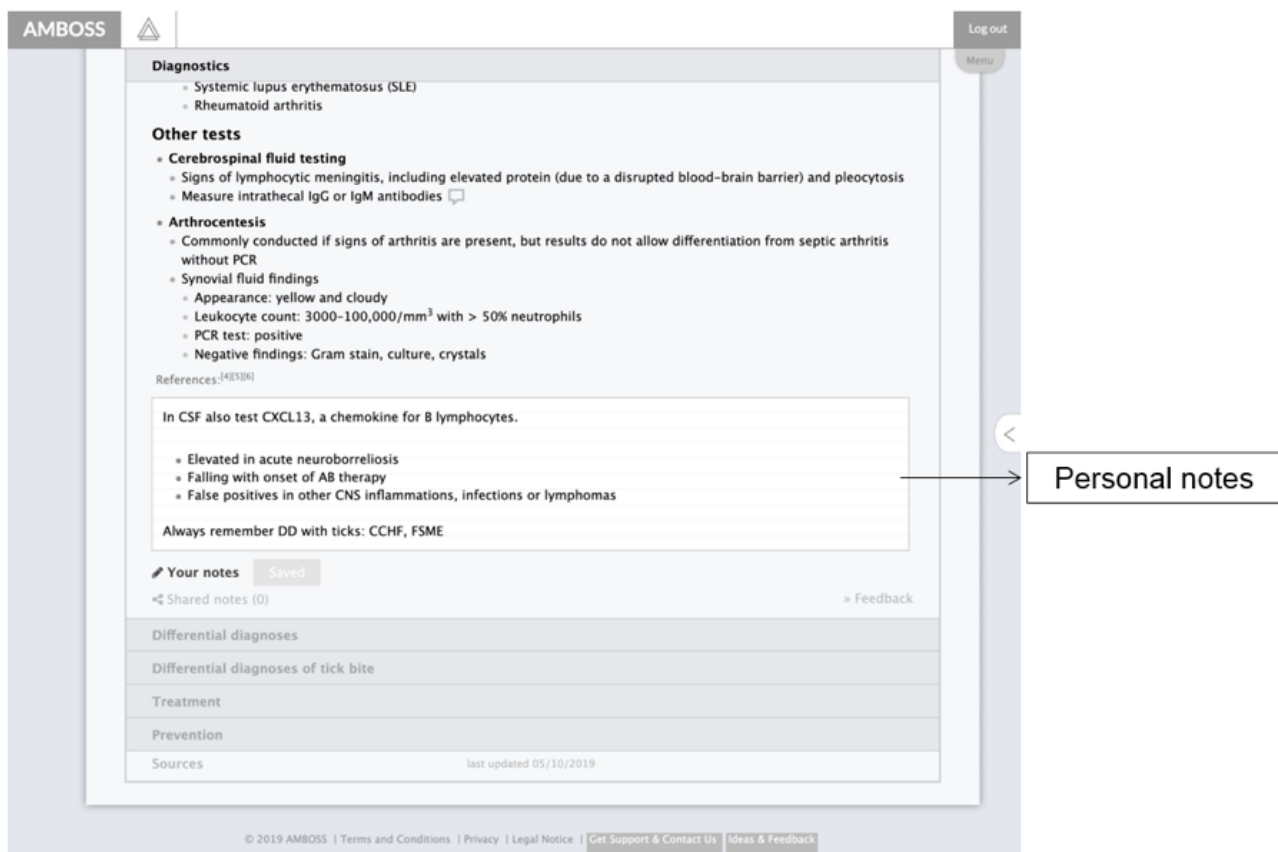 AMBOSS
Log out
Menu
Diagnostics
Systemic lupus erythematosus (SLE)
Rheumatoid arthritis
Other tests
Cerebrospinal fluid testing
Signs of lymphocytic meningitis, including elevated protein (due to a disrupted blood-brain barrier) and pleocytosis
Measure intrathecal IgG or IgM antibodies
Arthrocentesis
Commonly conducted if signs of arthritis are present, but results do not allow differentiation from septic arthritis
without PCR
Synovial fluid findings
Appearance: yellow and cloudy
Leukocyte count: 3000-100,000/mm³ with > 50% neutrophils
PCR test: positive
Negative findings: Gram stain, culture, crystals
References:[4][5][6]
In CSF also test CXCL13, a chemokine for B lymphocytes.
Elevated in acute neuroborreliosis
Falling with onset of AB therapy
False positives in other CNS inflammations, infections or lymphomas
Always remember DD with ticks: CCHF, FSME
Personal notes
Your notes Saved
Shared notes (0) » Feedback
Differential diagnoses
Differential diagnoses of tick bite
Treatment
Prevention
Sources last updated 05/10/2019
© 2019 AMBOSS | Terms and Conditions | Privacy | Legal Notice | Get Support & Contact Us Ideas & Feedback